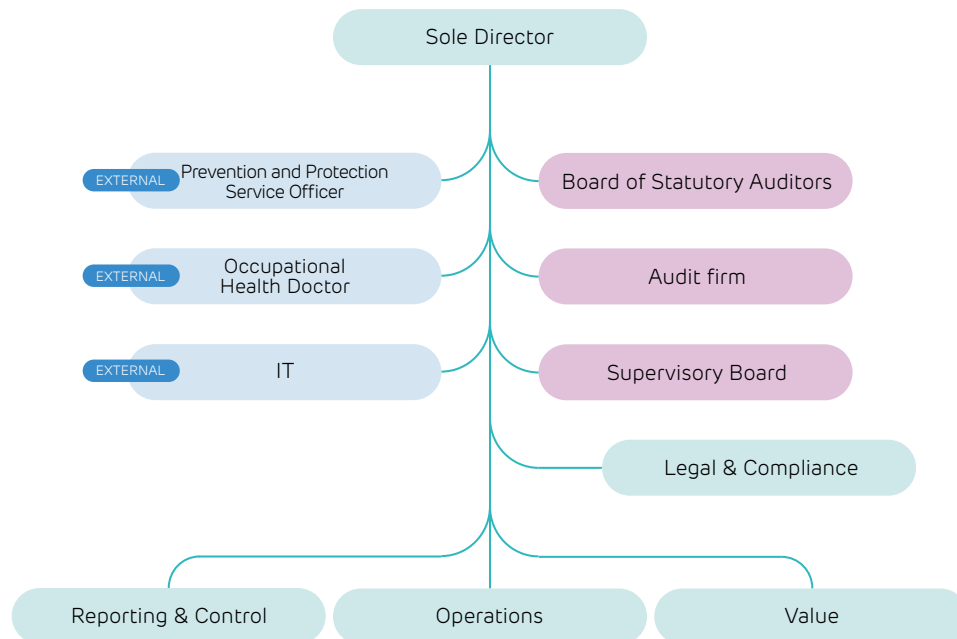 Sole Director
EXTERNAL
Prevention and Protection
Service Officer
Board of Statutory Auditors
EXTERNAL
Occupational
Health Doctor
Audit firm
EXTERNAL
IT
Supervisory Board
Legal & Compliance
Reporting & Control
Operations
Value